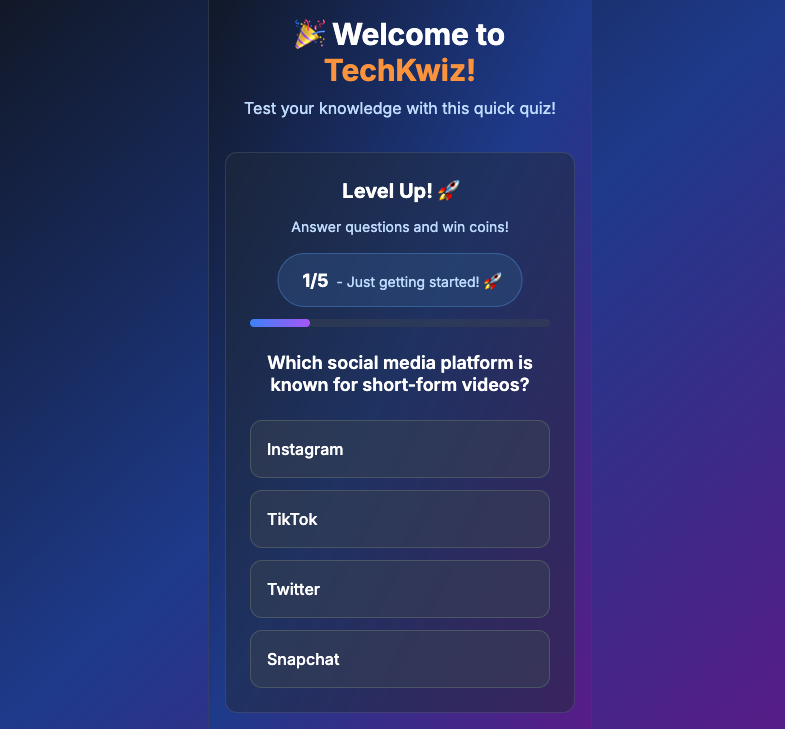 🎉 Welcome to
TechKwiz!
Test your knowledge with this quick quiz!
Level Up! 🚀
Answer questions and win coins!
1/5 - Just getting started! 🚀
Which social media platform is
known for short-form videos?
Instagram
TikTok
Twitter
Snapchat